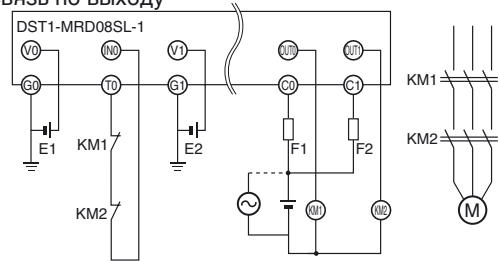 связь по выходу
DST1-MRD08SL-1
V0 IN0 V1 OUT0 OUT1
G0 T0 G1 C0 C1
KM1
E1 KM1 E2 F1 F2
KM2
KM2 KM1 KM2
M